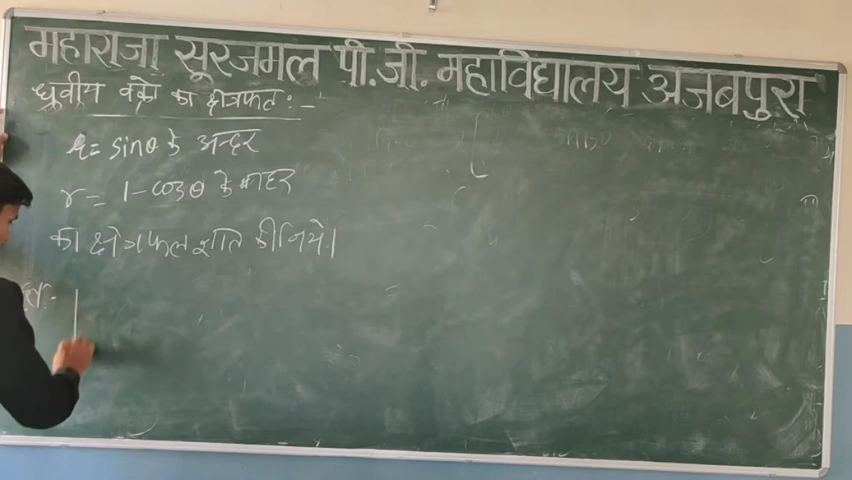 महाराजा सूरजमल पी.जी. महाविद्यालय अजबपुरा
ध्रुवीय वक्रो का क्षेत्रफल :-
r = sinθ के अन्दर
r = 1-cosθ के बाहर
का क्षेत्रफल ज्ञात कीजिये।